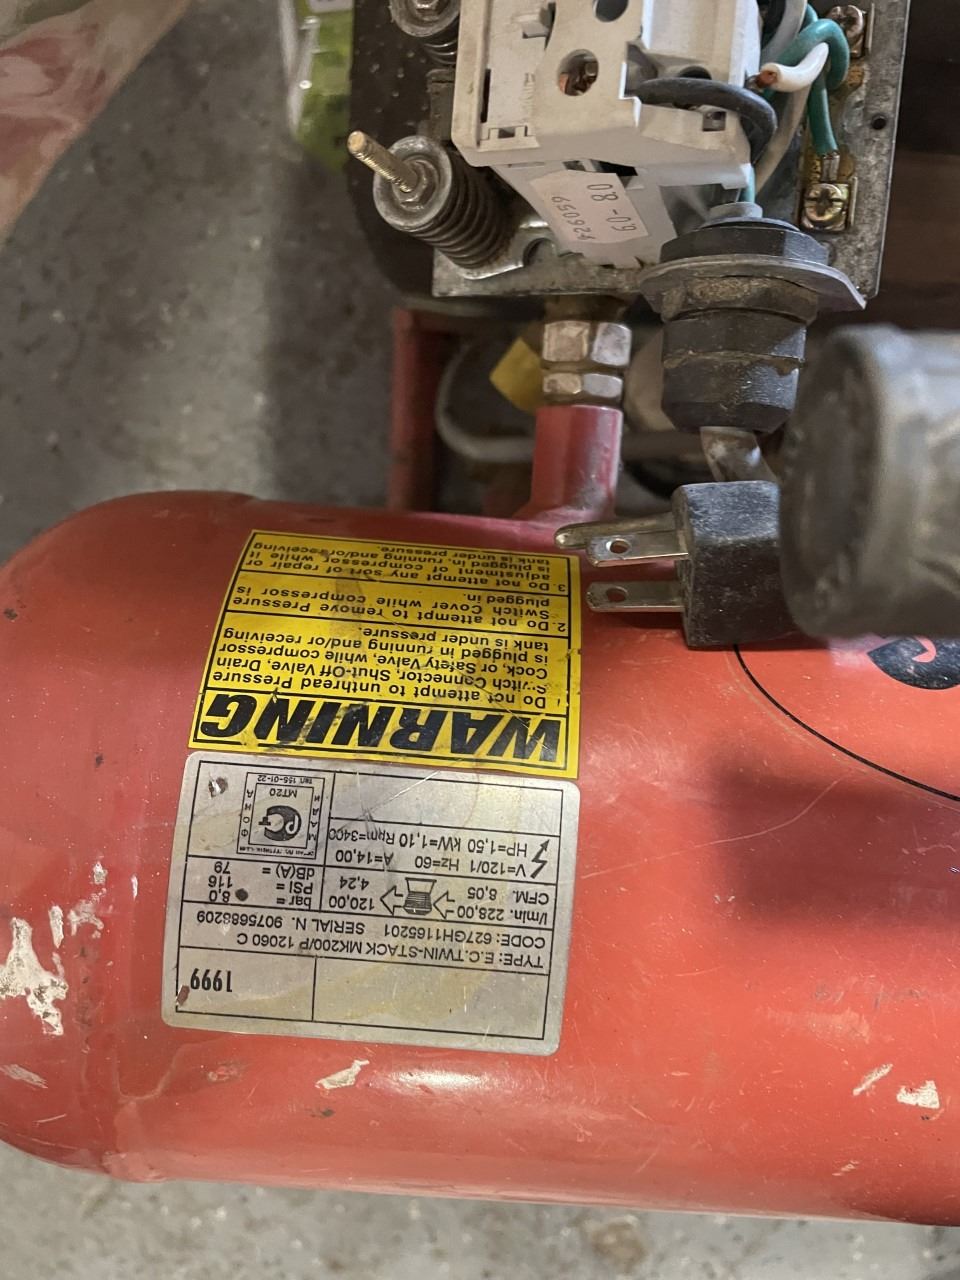 60-80
426059
WARNING
1. Do not attempt to unthread Pressure
Switch Connector, Shut-Off Valve, Drain
Cock, or Safety Valve, while compressor
is plugged in running and/or receiving
tank is under pressure.
2. Do not attempt to remove Pressure
Switch Cover while compressor is
plugged in.
3. Do not attempt any sort of repair or
adjustment of compressor while it
is plugged in, running and/or receiving
tank is under pressure.
1999
TYPE: E.C.TWIN-STACK MK200/P 12060 C
CODE: 627GH1165201 SERIAL N. 9075688209
l/min. 228,00 120,00
CFM. 8,05 4,24
bar = 8.0
PSI = 116
dB(A) = 79
V=120/1 Hz=60 A=14,00
HP=1,50 kW=1,10 Rpm=3400
МТ20